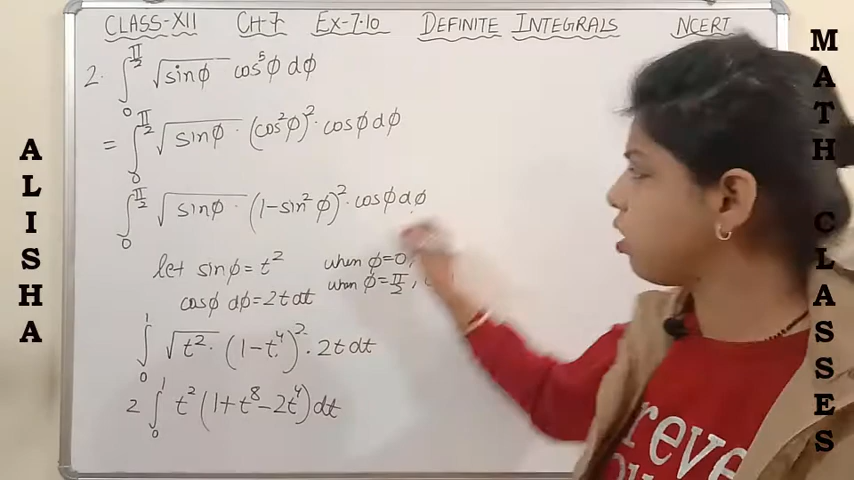 CLASS-XII CH-7 EX-7.10 DEFINITE INTEGRALS NCERT
2. ∫₀^{π/2} √sinϕ cos⁵ϕ dϕ
= ∫₀^{π/2} √sinϕ · (cos²ϕ)² · cosϕ dϕ
∫₀^{π/2} √sinϕ · (1-sin²ϕ)² · cosϕ dϕ
let sinϕ = t² when ϕ=0,
when ϕ=π/2,
cosϕ dϕ = 2t dt
∫₀¹ √t² · (1-t⁴)² · 2t dt
2 ∫₀¹ t² (1+t⁸-2t⁴) dt
ALISHA
MATH CLASSES
reve